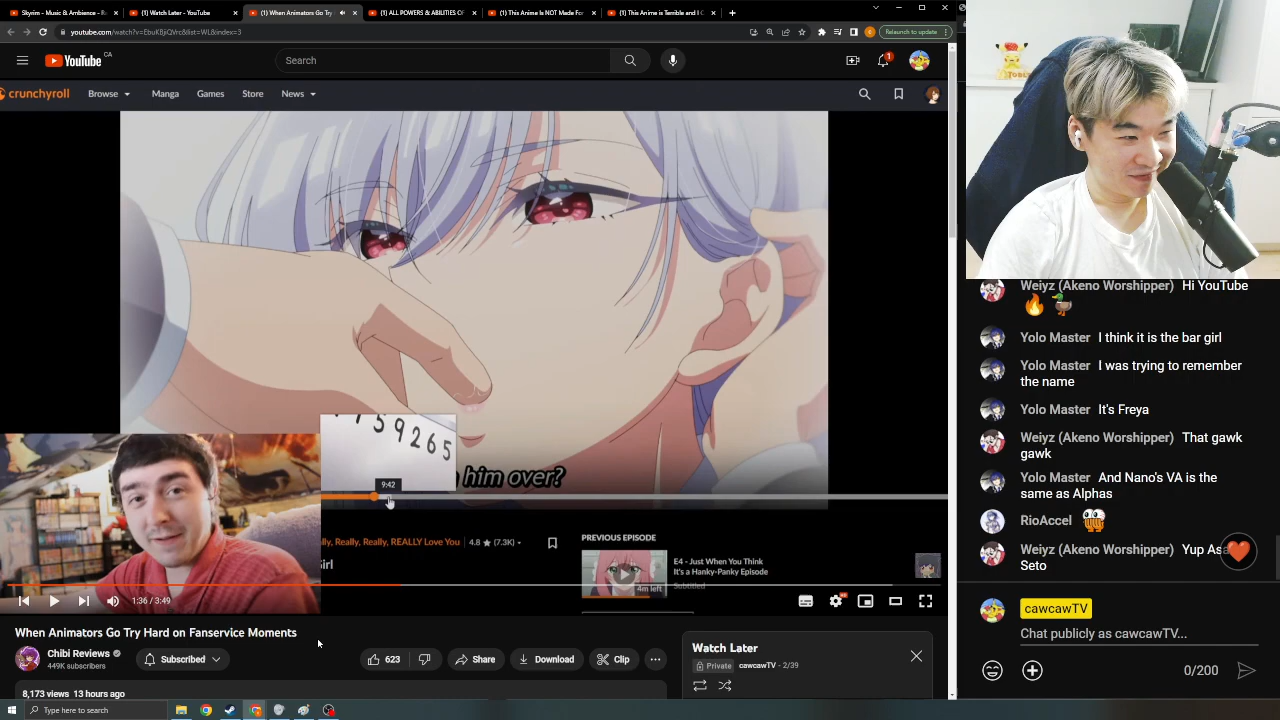 Skyrim - Music & Ambience - R
(1) Watch Later - YouTube
(1) When Animators Go Try
(1) ALL POWERS & ABILITIES OF
(1) This Anime Is NOT Made For
(1) This Anime is Terrible and I
youtube.com/watch?v=EbuKBjiQVrc&list=WL&index=3
Relaunch to update
YouTube CA
Search
1
crunchyroll
Browse
Manga
Games
Store
News
TOBI
him over?
759265
9:42
lly, Really, Really, REALLY Love You
4.8 ★ (7.3K)
irl
PREVIOUS EPISODE
E4 - Just When You Think
It's a Hanky-Panky Episode
Subtitled
4m left
1:36 / 3:49
When Animators Go Try Hard on Fanservice Moments
Chibi Reviews
449K subscribers
Subscribed
623
Share
Download
Clip
8,173 views 13 hours ago
Watch Later
Private cawcawTV - 2/39
Weiyz (Akeno Worshipper) Hi YouTube
Yolo Master I think it is the bar girl
Yolo Master I was trying to remember
the name
Yolo Master It's Freya
Weiyz (Akeno Worshipper) That gawk
gawk
Yolo Master And Nano's VA is the
same as Alphas
RioAccel
Weiyz (Akeno Worshipper) Yup
Seto
cawcawTV
Chat publicly as cawcawTV...
0/200
Type here to search